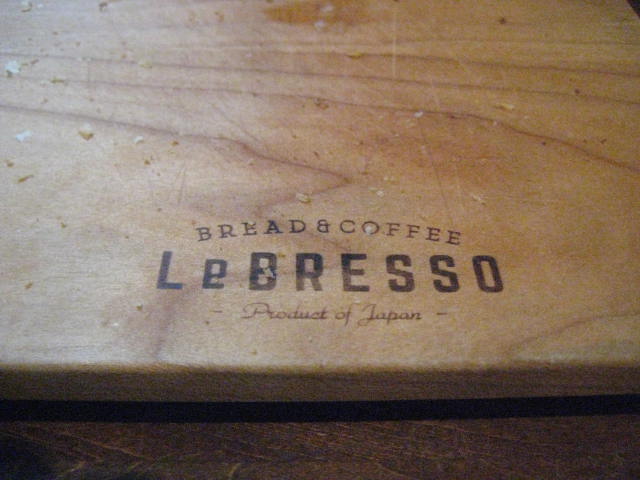 BREAD & COFFEE
LeBRESSO
- Product of Japan -